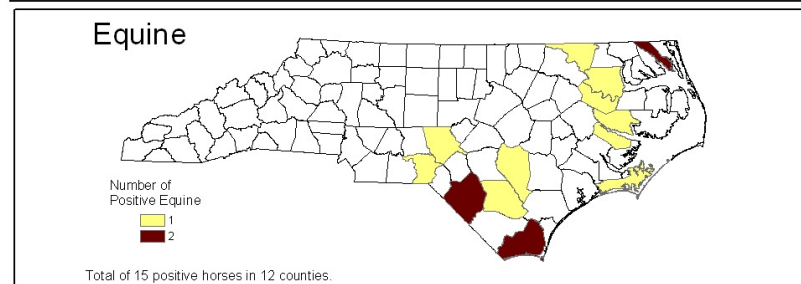 Equine
Number of
Positive Equine
1
2
Total of 15 positive horses in 12 counties.